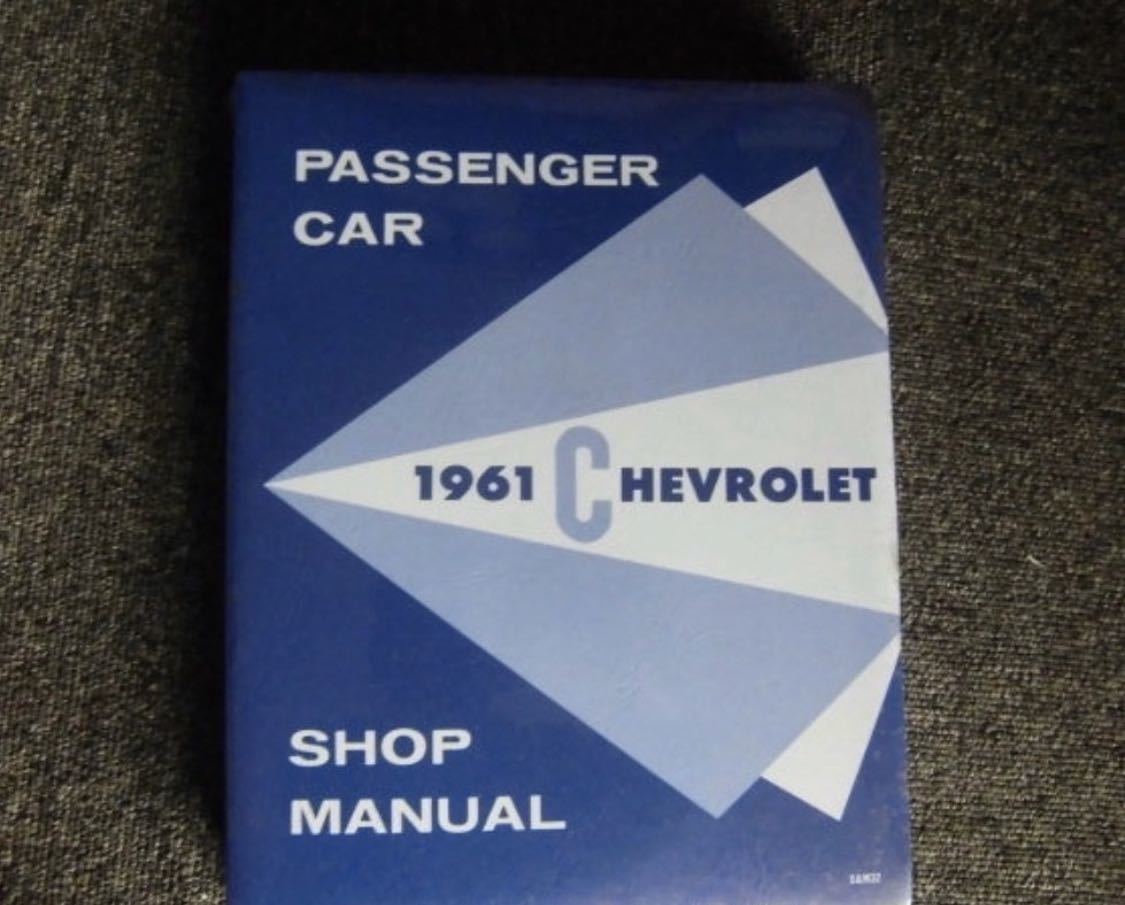 PASSENGER
CAR
1961 CHEVROLET
SHOP
MANUAL